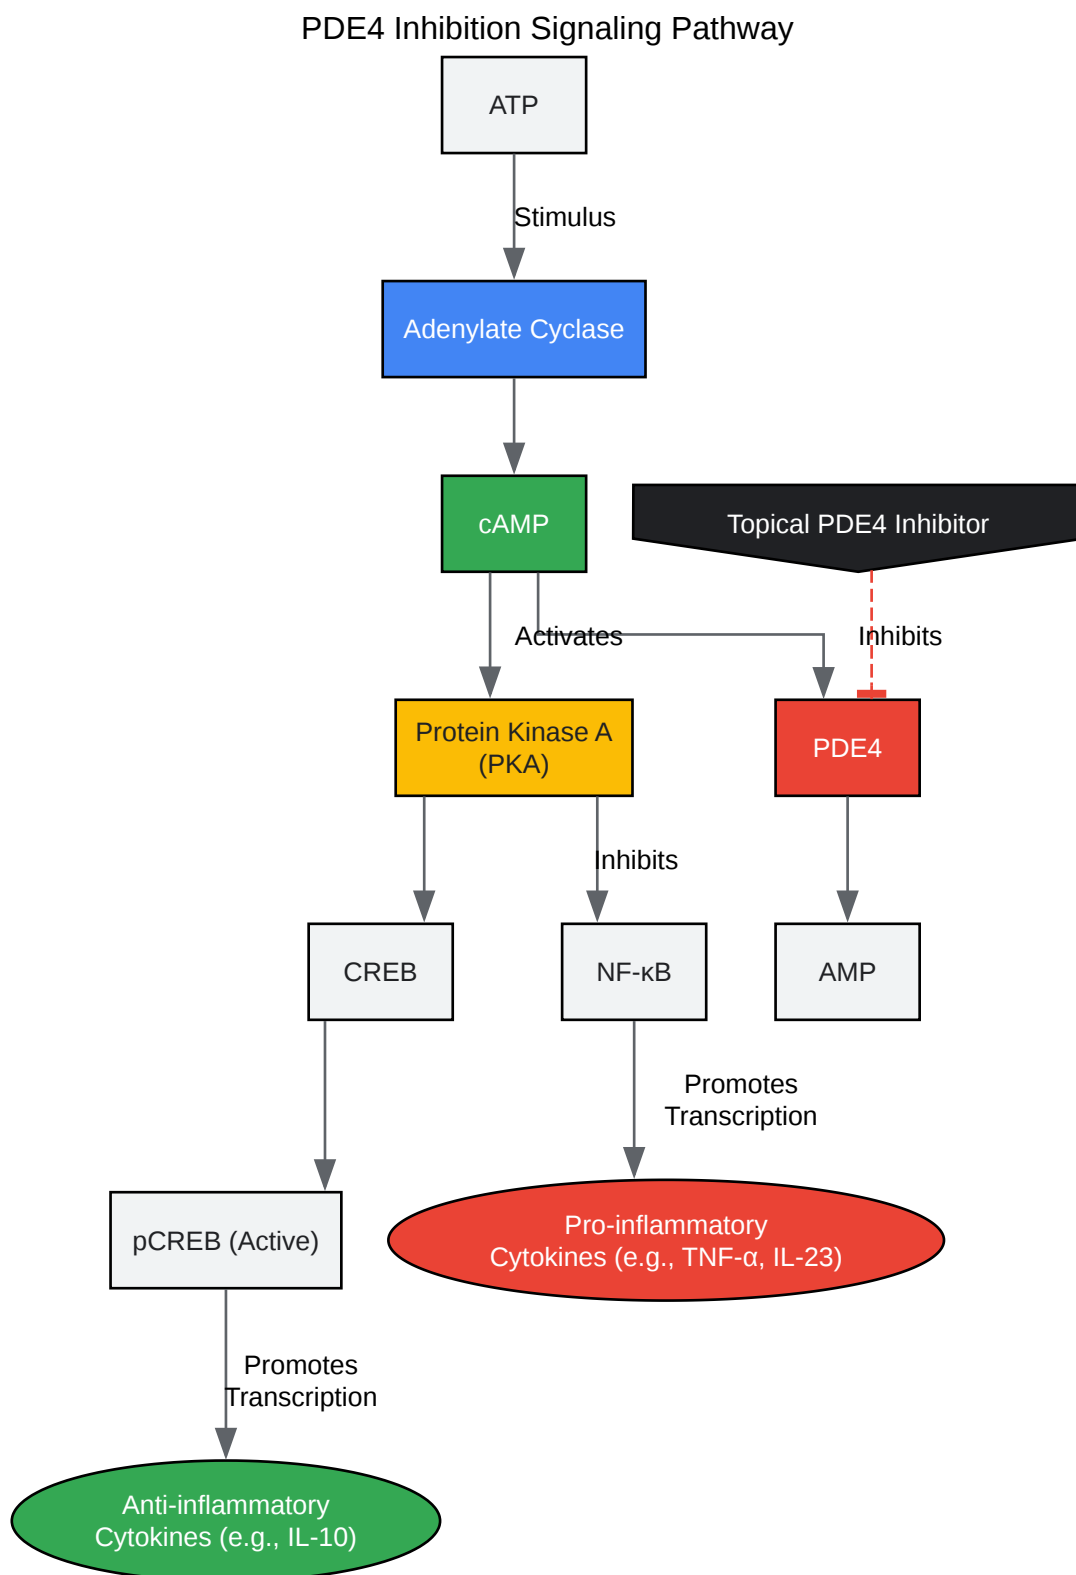 PDE4 Inhibition Signaling Pathway
ATP
Stimulus
Adenylate Cyclase
cAMP
Topical PDE4 Inhibitor
Activates
Inhibits
Protein Kinase A
(PKA)
PDE4
Inhibits
CREB
NF-κB
AMP
Promotes
Transcription
pCREB (Active)
Pro-inflammatory
Cytokines (e.g., TNF-α, IL-23)
Promotes
Transcription
Anti-inflammatory
Cytokines (e.g., IL-10)